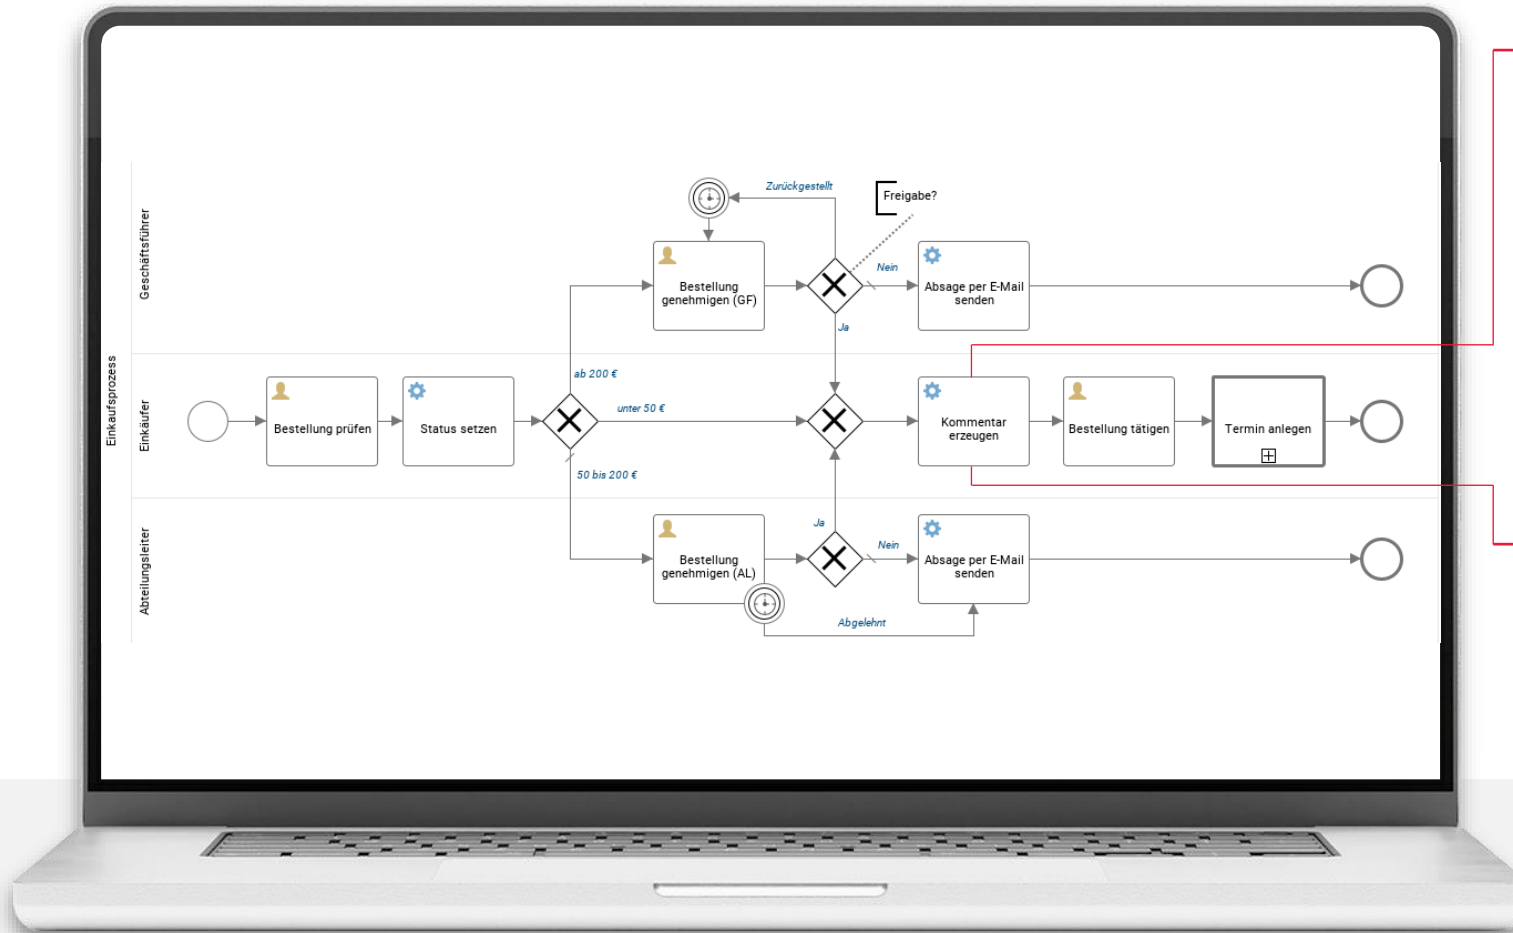 Einkaufsprozess
Geschäftsführer
Zurückgestellt
Freigabe?
Bestellung
genehmigen (GF)
Nein
Absage per E-Mail
senden
Ja
Einkäufer
Bestellung prüfen
Status setzen
ab 200 €
unter 50 €
50 bis 200 €
Kommentar
erzeugen
Bestellung tätigen
Termin anlegen
Abteilungsleiter
Bestellung
genehmigen (AL)
Ja
Nein
Absage per E-Mail
senden
Abgelehnt